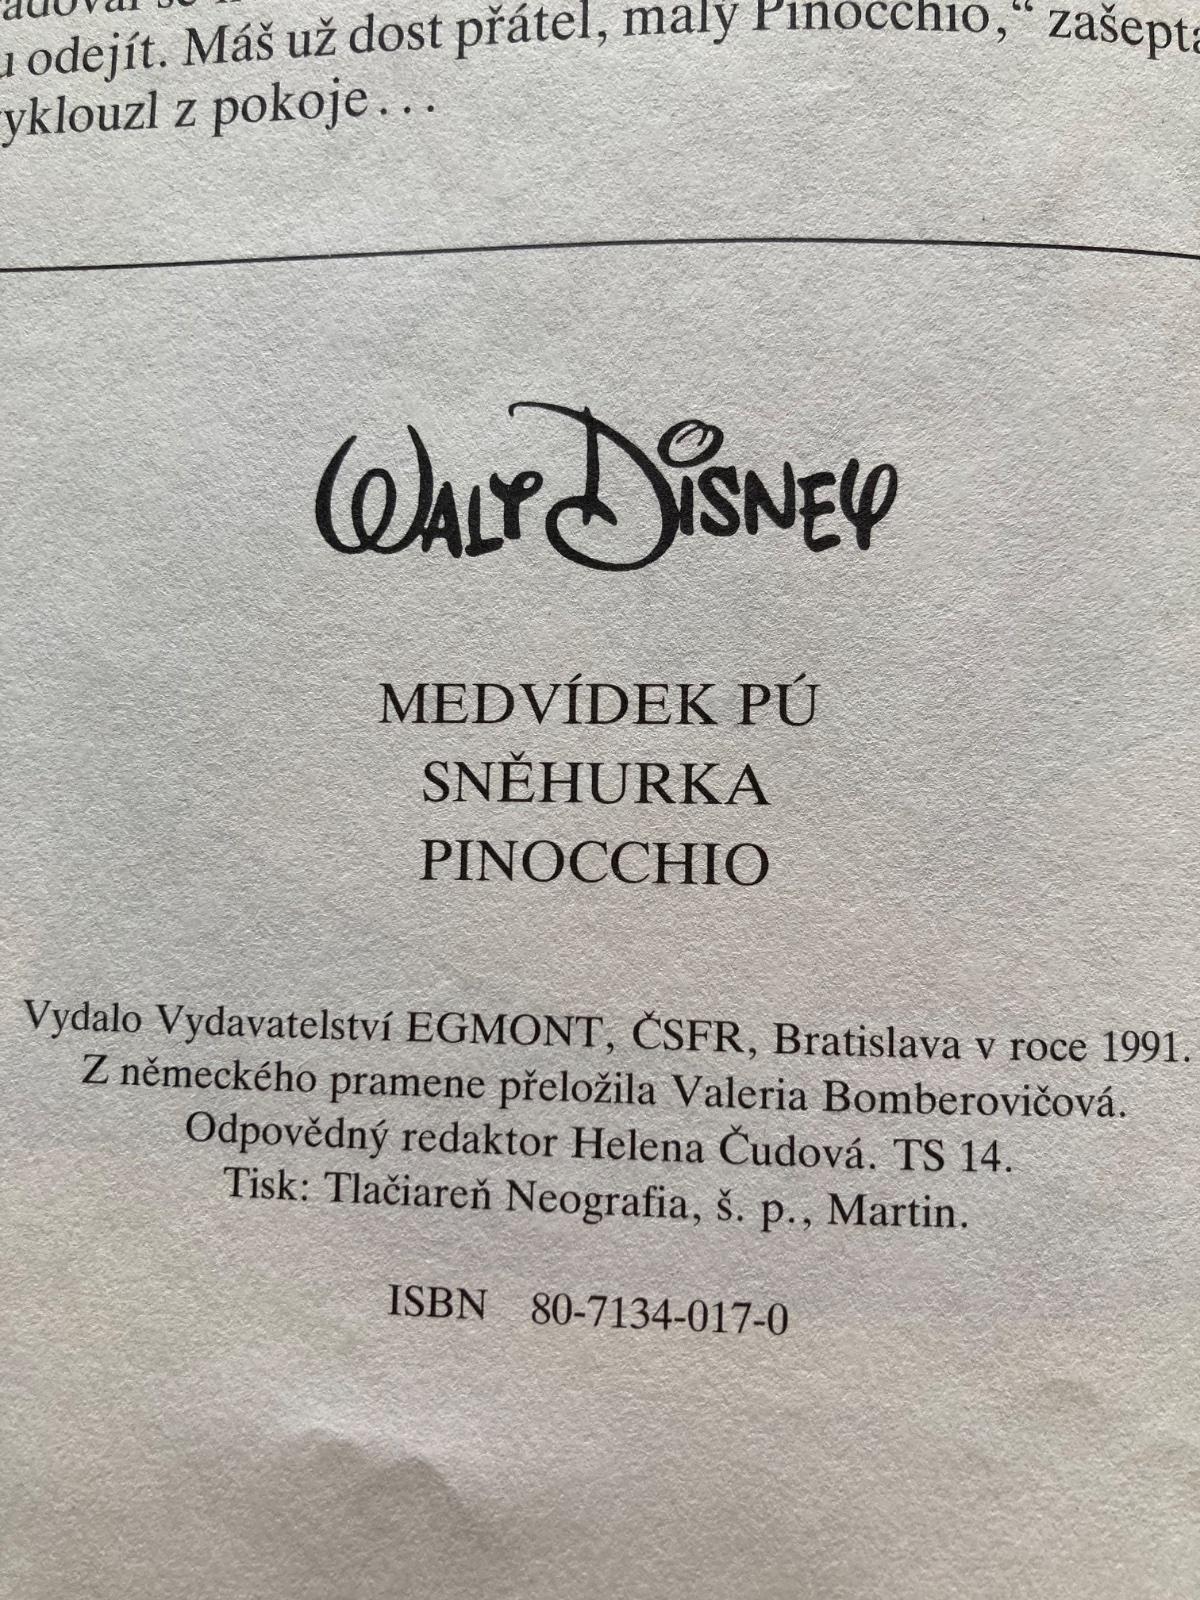 odejít. Máš už dost přátel, malý Pinocchio,“
z pokoje...
WALT DISNEY
MEDVÍDEK PÚ
SNĚHURKA
PINOCCHIO
Vydalo Vydavatelství EGMONT, ČSFR, Bratislava v roce 1991.
Z německého pramene přeložila Valeria Bomberovičová.
Odpovědný redaktor Helena Čudová. TS 14.
Tisk: Tlačiareň Neografia, š. p., Martin.
ISBN 80-7134-017-0